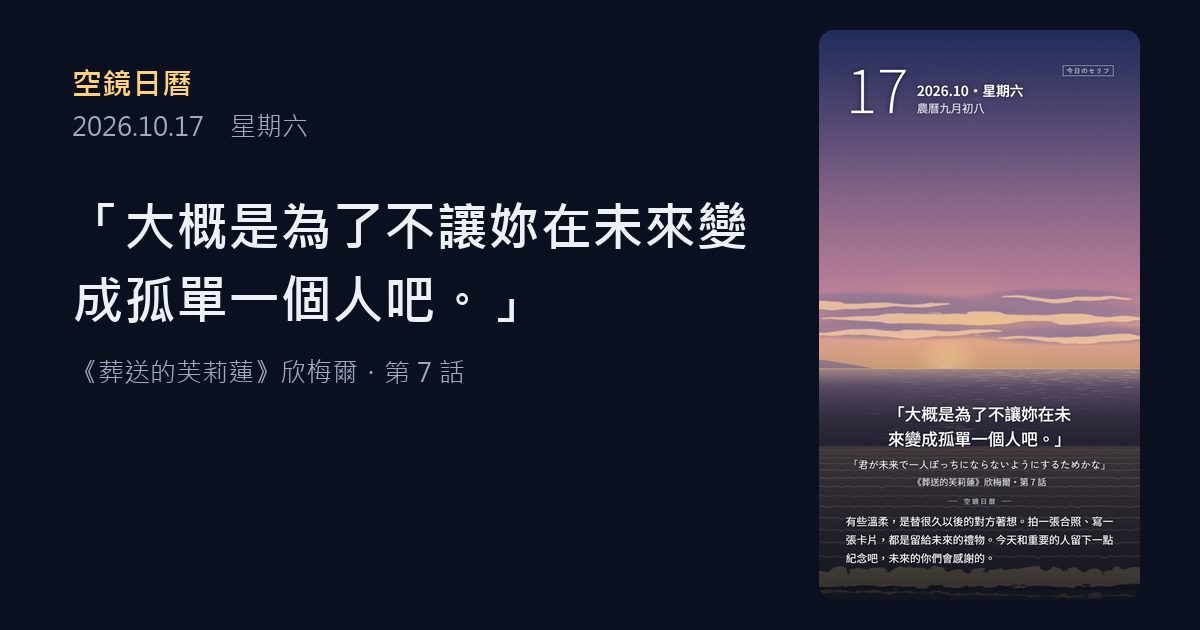 空鏡日曆
2026.10.17 星期六
「大概是為了不讓妳在未來變
成孤單一個人吧。」
《葬送的芙莉蓮》欣梅爾・第 7 話
17
2026.10・星期六
農曆九月初八
今日のセリフ
「大概是為了不讓妳在未
來變成孤單一個人吧。」
「君が未来で一人ぼっちにならないようにするためかな」
《葬送的芙莉蓮》欣梅爾・第 7 話
— 空鏡日曆 —
有些溫柔，是替很久以後的對方著想。拍一張合照、寫一
張卡片，都是留給未來的禮物。今天和重要的人留下一點
紀念吧，未來的你們會感謝的。